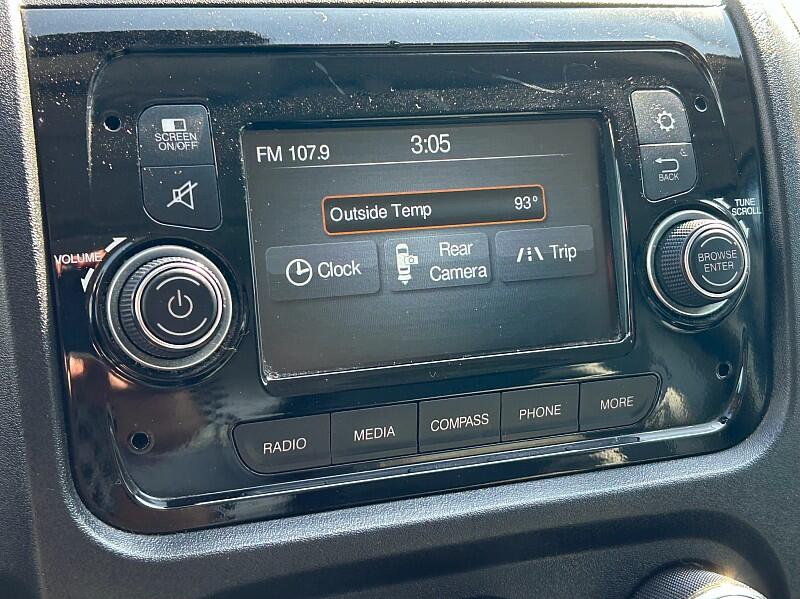 SCREEN
ON/OFF
FM 107.9
3:05
BACK
TUNE
SCROLL
Outside Temp
93°
VOLUME
Clock
Rear
Camera
Trip
BROWSE
ENTER
RADIO
MEDIA
COMPASS
PHONE
MORE